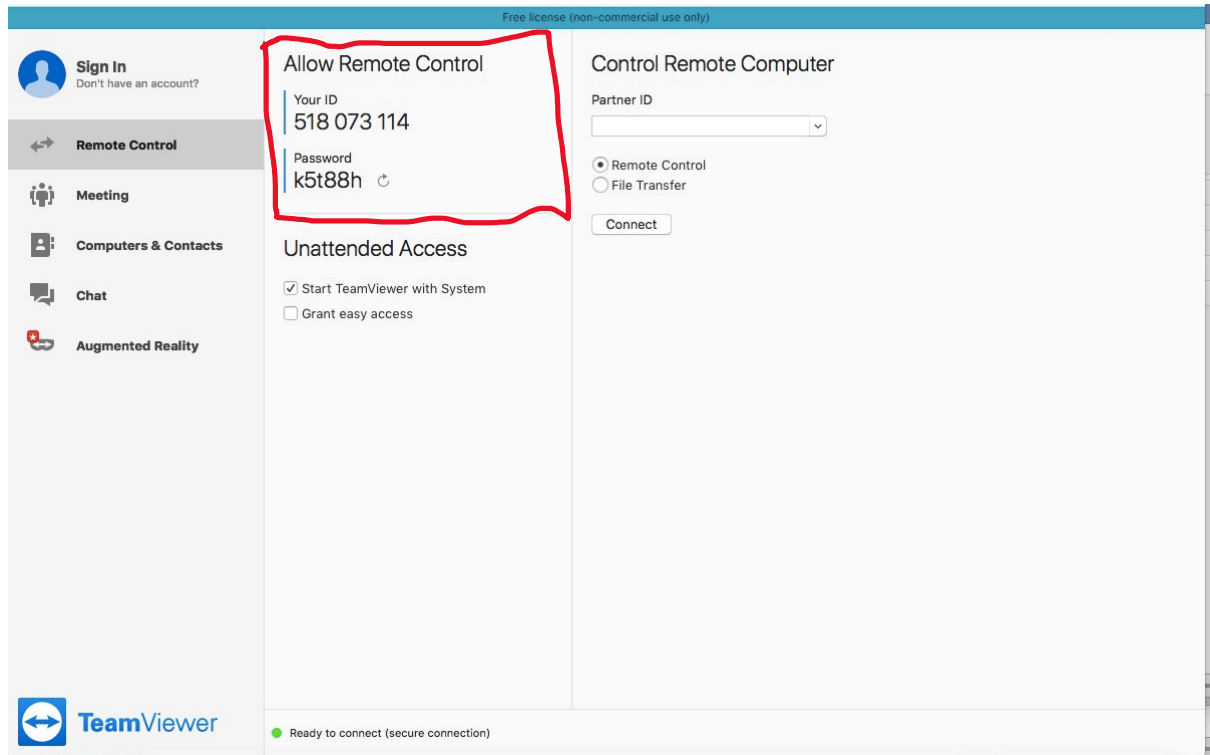 Free license (non-commercial use only)
Sign In
Don't have an account?
Remote Control
Meeting
Computers & Contacts
Chat
Augmented Reality
TeamViewer
Allow Remote Control
Your ID
518 073 114
Password
k5t88h
Unattended Access
Start TeamViewer with System
Grant easy access
Ready to connect (secure connection)
Control Remote Computer
Partner ID
Remote Control
File Transfer
Connect